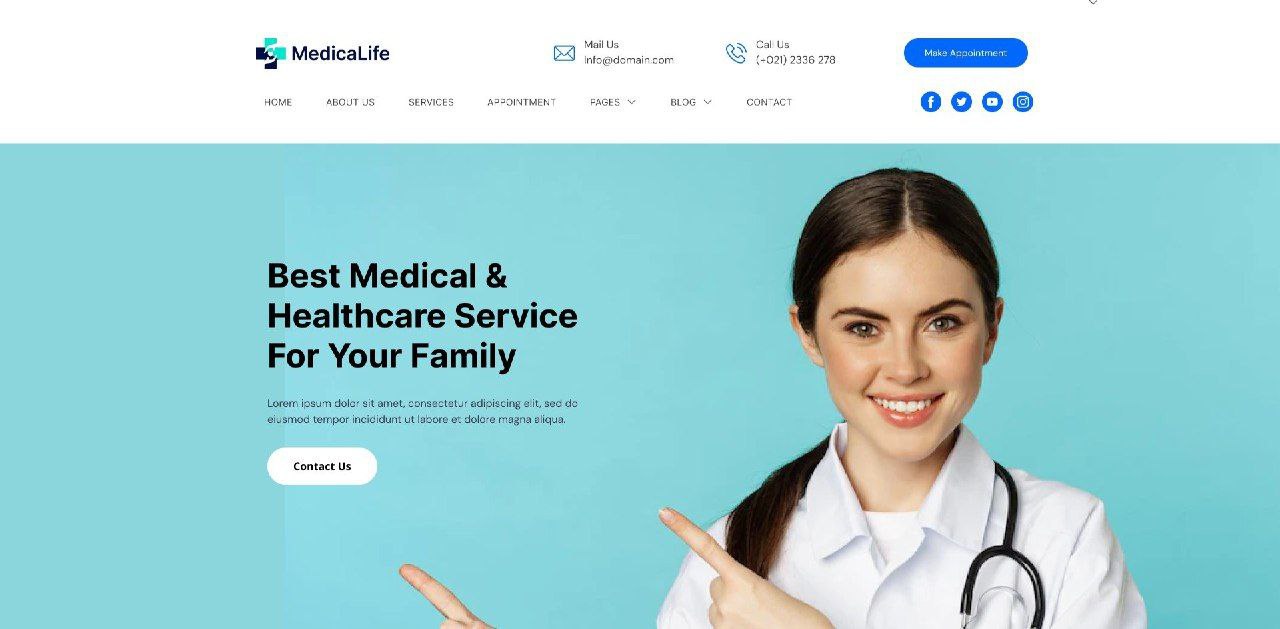 MedicaLife
Mail Us
Info@domain.com
Call Us
(+021) 2336 278
Make Appointment
HOME ABOUT US SERVICES APPOINTMENT PAGES BLOG CONTACT
Best Medical &
Healthcare Service
For Your Family
Lorem ipsum dolor sit amet, consectetur adipiscing elit, sed do
eiusmod tempor incididunt ut labore et dolore magna aliqua.
Contact Us